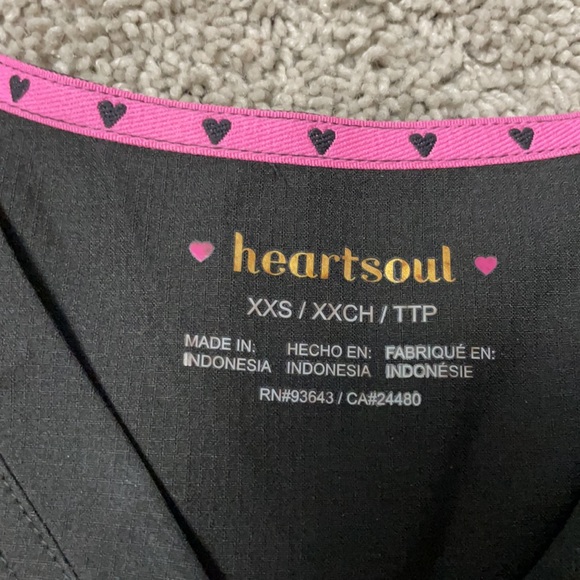 heartsoul
XXS / XXCH / TTP
MADE IN: HECHO EN: FABRIQUÉ EN:
INDONESIA INDONESIA INDONÉSIE
RN#93643 / CA#24480